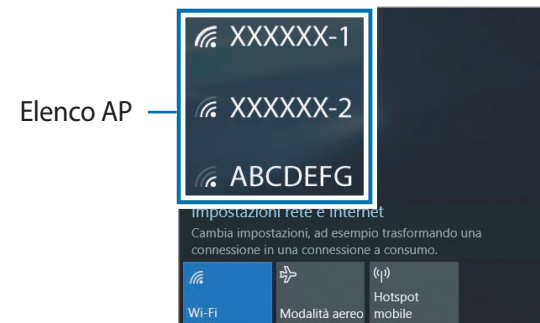 XXXXXX-1
Elenco AP
XXXXXX-2
ABCDEFG
Impostazioni rete e Internet
Cambia impostazioni, ad esempio trasformando una
connessione in una connessione a consumo.
Wi-Fi
Modalità aereo
Hotspot
mobile